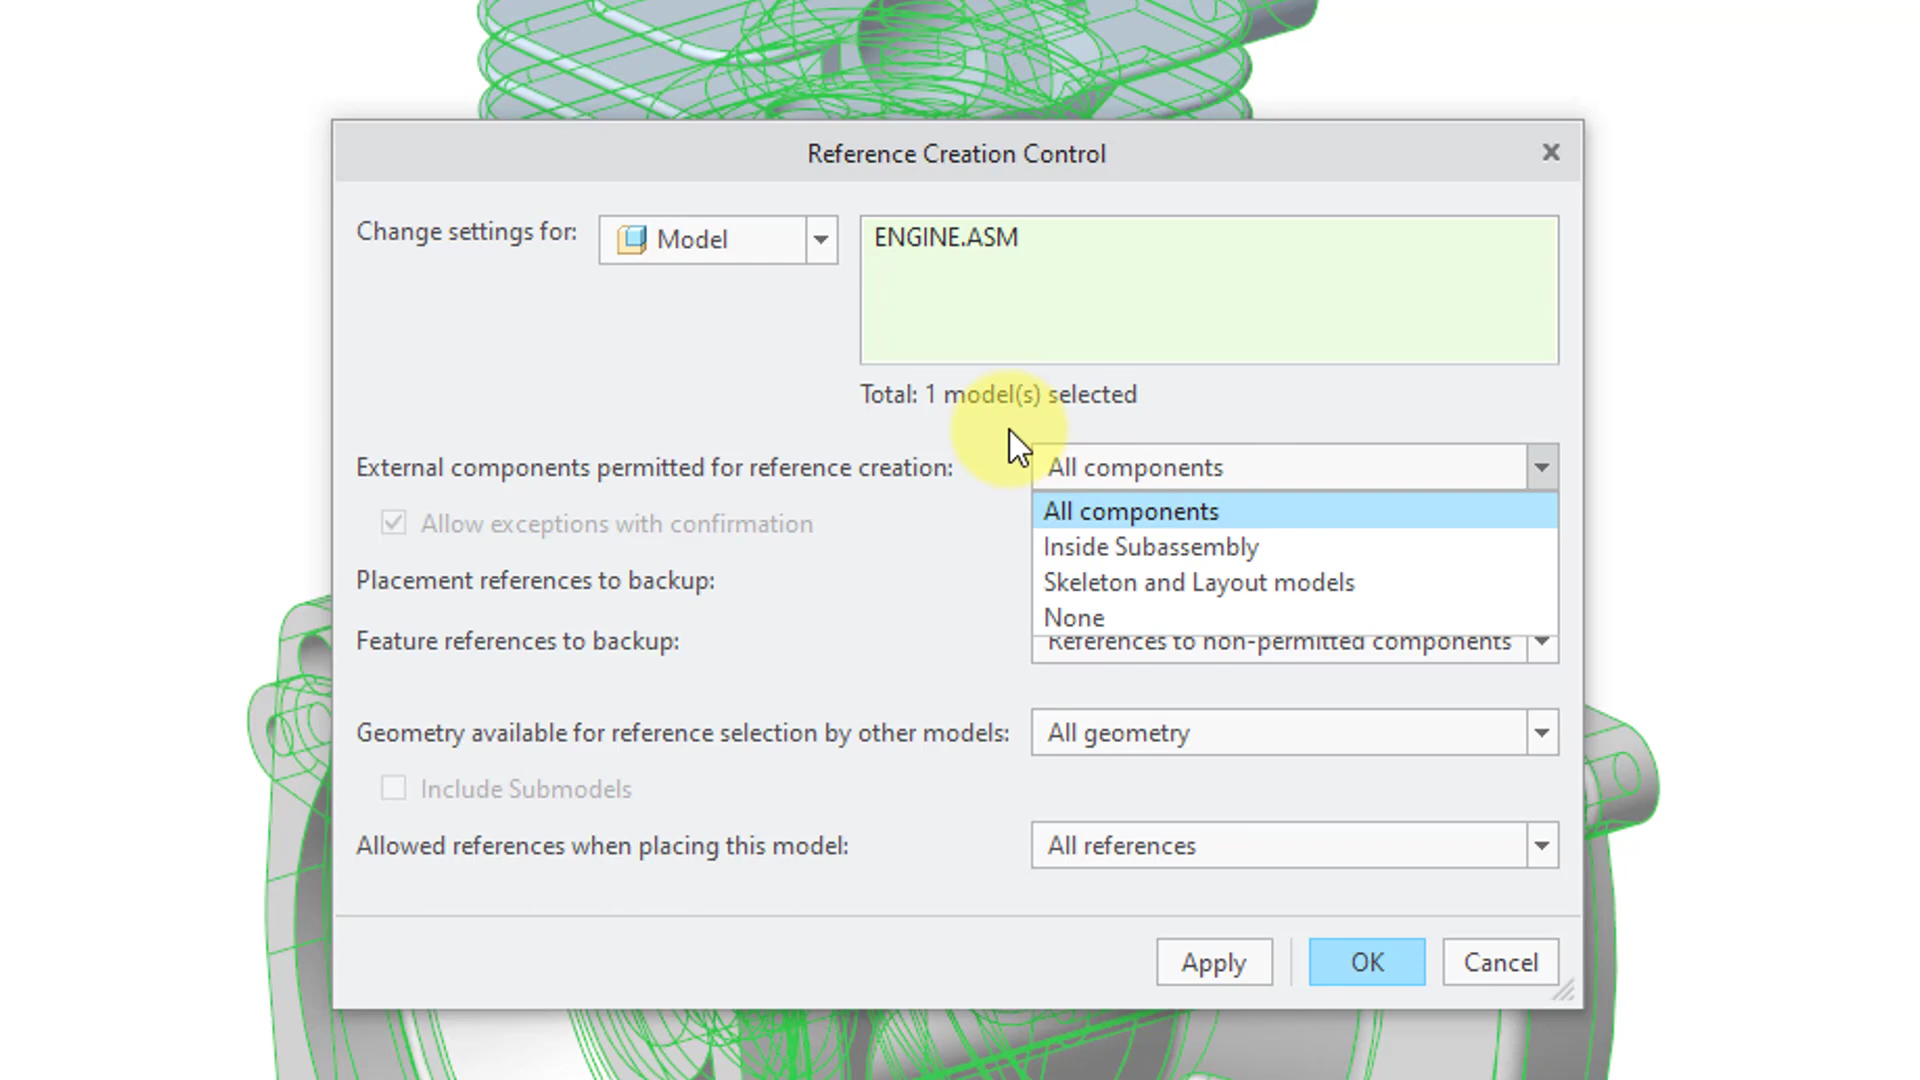 Reference Creation Control
Change settings for:
Model
ENGINE.ASM
Total: 1 model(s) selected
External components permitted for reference creation:
All components
All components
Inside Subassembly
Skeleton and Layout models
None
Allow exceptions with confirmation
Placement references to backup:
Feature references to backup:
References to non-permitted components
Geometry available for reference selection by other models:
All geometry
Include Submodels
Allowed references when placing this model:
All references
Apply
OK
Cancel